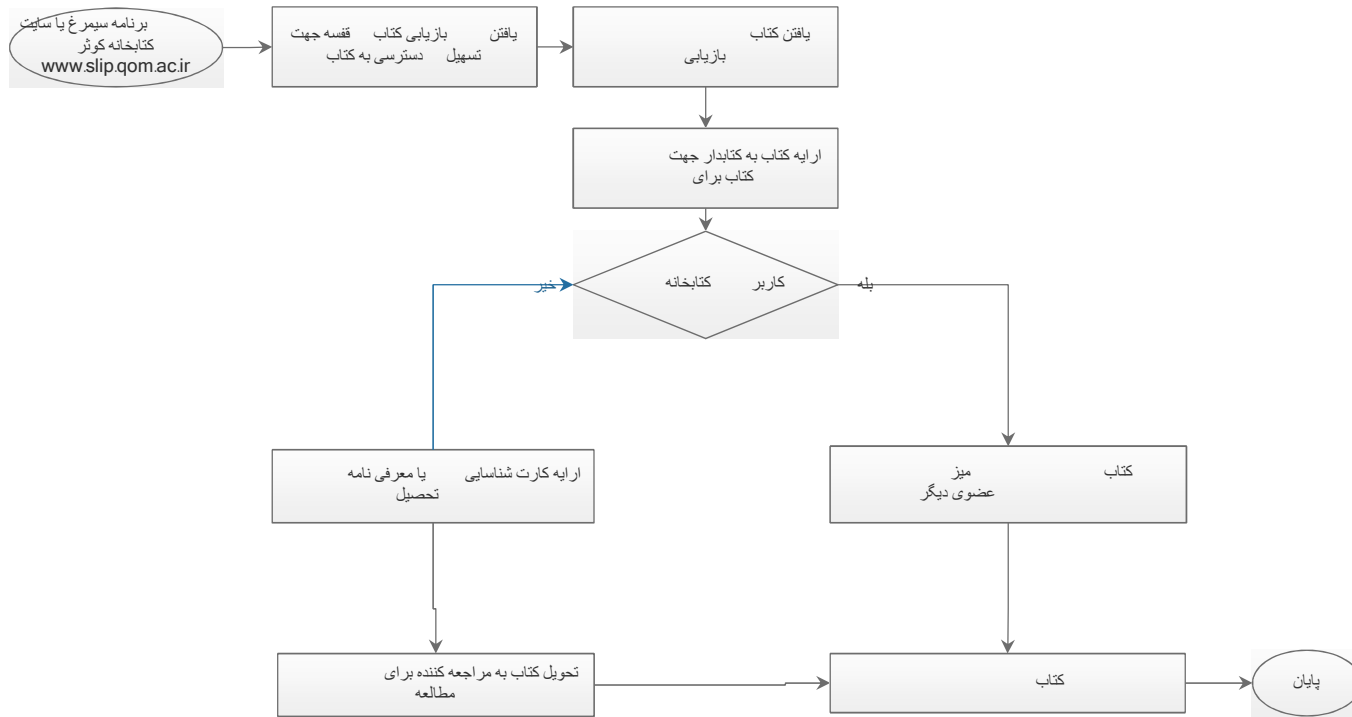 برنامه سیمرغ یا سایت
کتابخانه کوثر
www.slip.qom.ac.ir
یافتن بازیابی کتاب قفسه جهت
تسهیل دسترسی به کتاب
یافتن کتاب
بازیابی
ارایه کتاب به کتابدار جهت
کتاب برای
کاربر کتابخانه
خیر
بله
ارایه کارت شناسایی یا معرفی نامه
تحصیل
کتاب میز
عضوی دیگر
تحویل کتاب به مراجعه کننده برای
مطالعه
کتاب
پایان